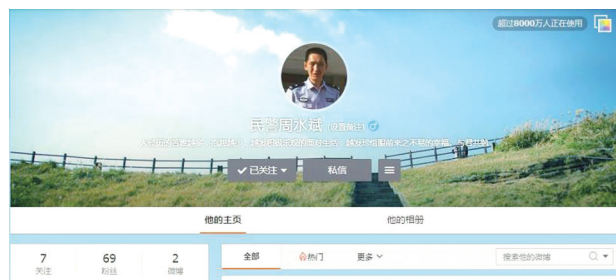 超过8000万人正在使用
民警周水斌 (设置备注)
已关注 私信
他的主页 他的相册
7 69 2
关注 粉丝 微博
全部 热门 更多
搜索他的微博